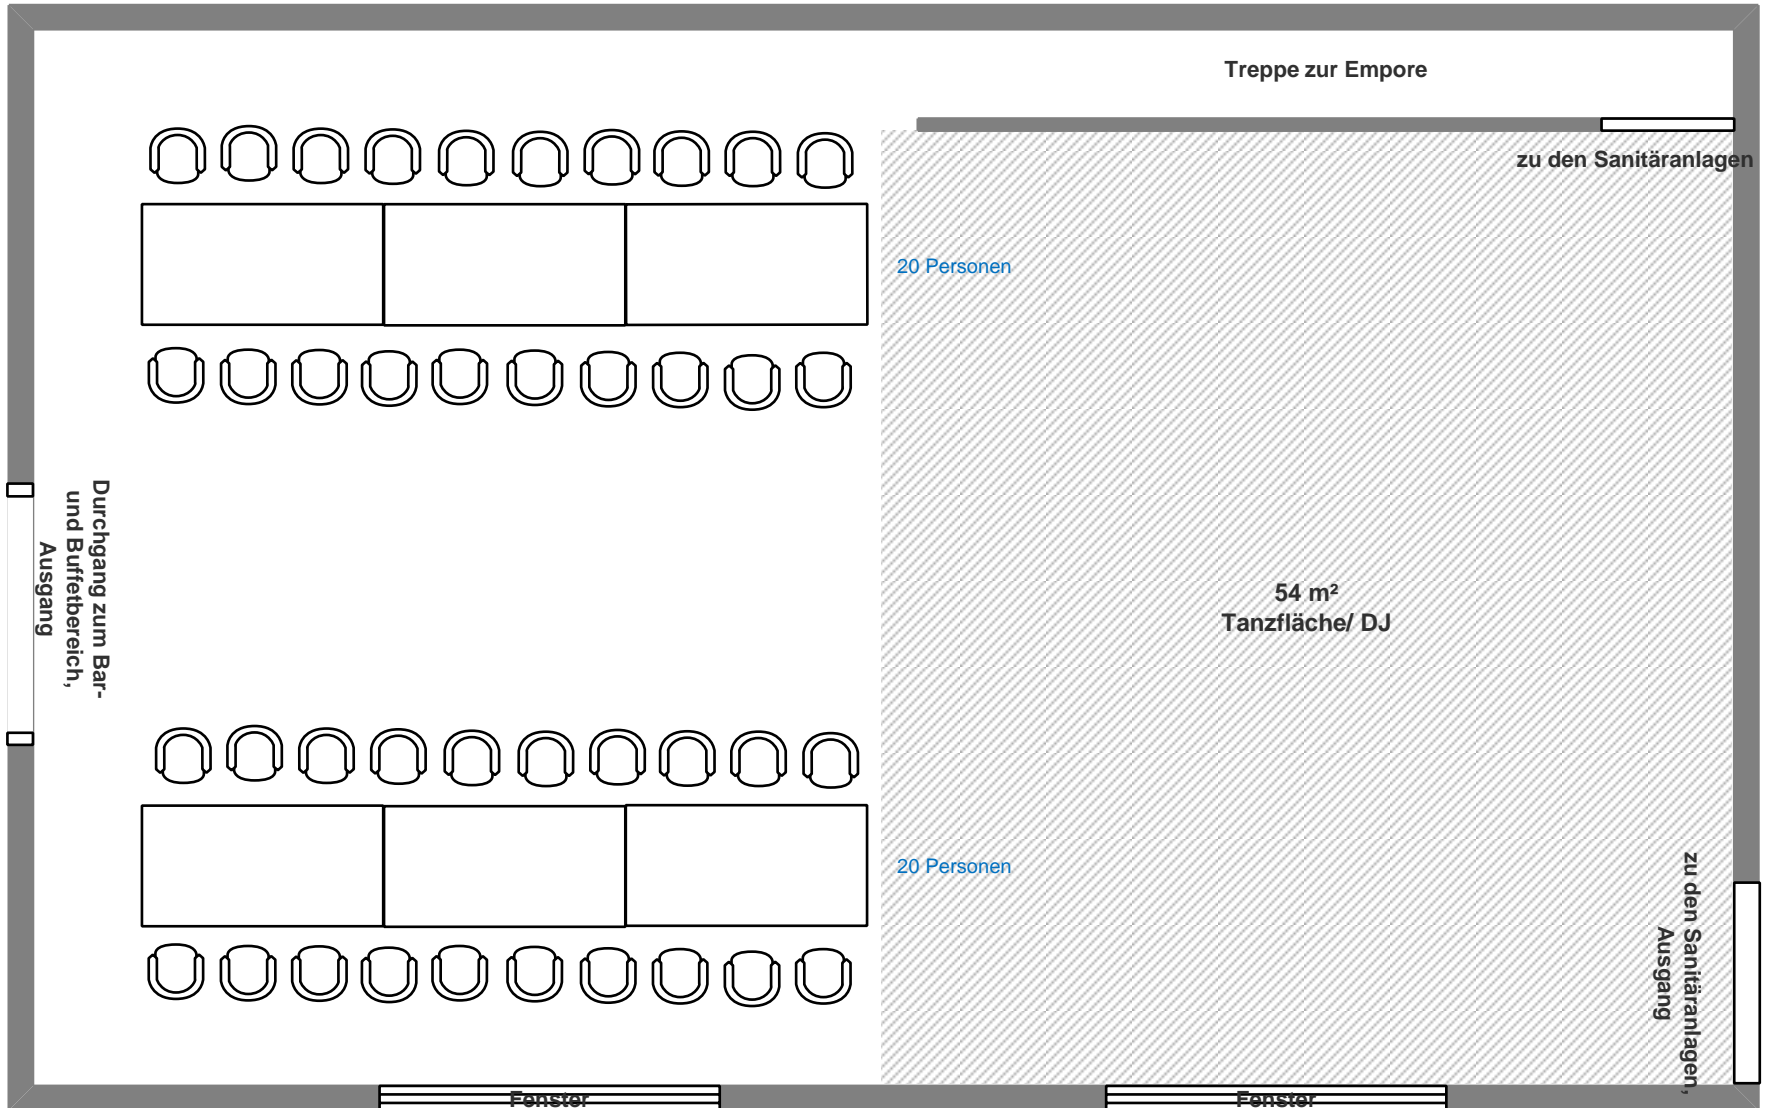 Treppe zur Empore
zu den Sanitäranlagen
20 Personen
Durchgang zum Bar-
und Buffetbereich,
Ausgang
54 m²
Tanzfläche/ DJ
20 Personen
zu den Sanitäranlagen,
Ausgang
Fenster
Fenster